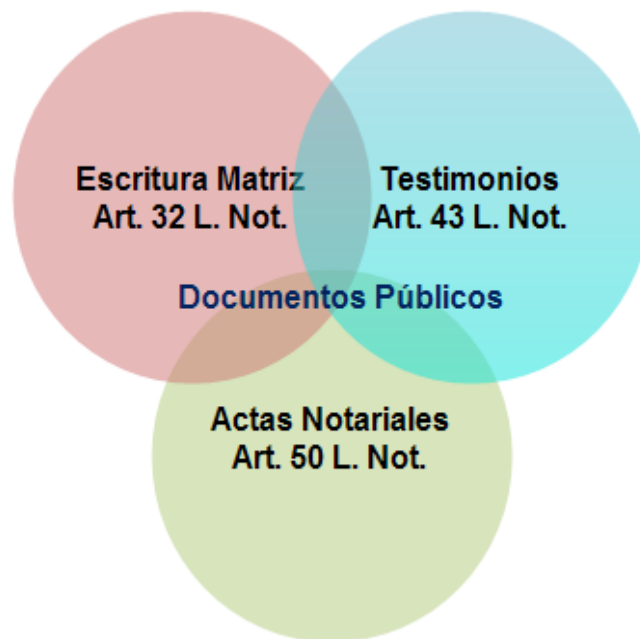 Escritura Matriz
Art. 32 L. Not.
Testimonios
Art. 43 L. Not.
Documentos Públicos
Actas Notariales
Art. 50 L. Not.